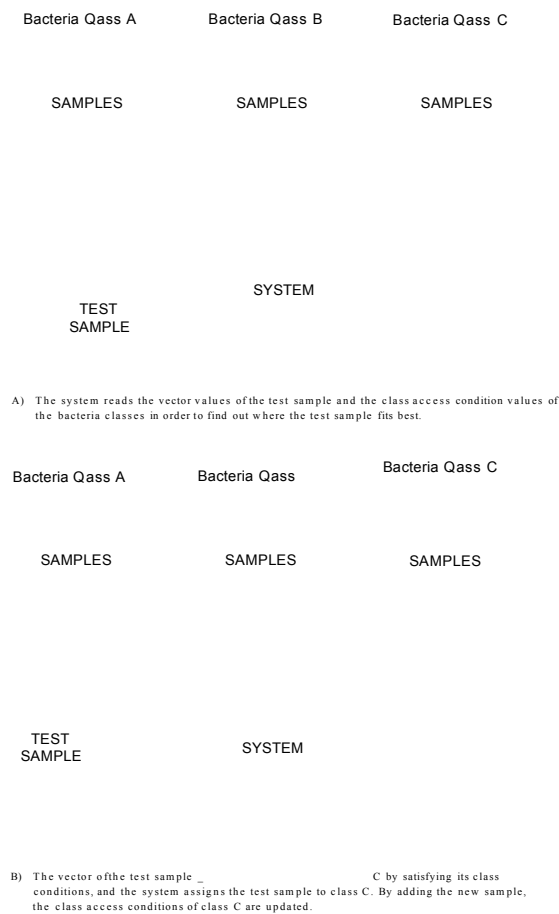 Bacteria Qass A Bacteria Qass B Bacteria Qass C
SAMPLES SAMPLES SAMPLES
SYSTEM
TEST
SAMPLE
A) The system reads the vector values of the test sample and the class access condition values of
the bacteria classes in order to find out where the test sample fits best.
Bacteria Qass A Bacteria Qass Bacteria Qass C
SAMPLES SAMPLES SAMPLES
TEST
SAMPLE
SYSTEM
B) The vector ofthe test sample _ C by satisfying its class
conditions, and the system assigns the test sample to class C. By adding the new sample,
the class access conditions of class C are updated.